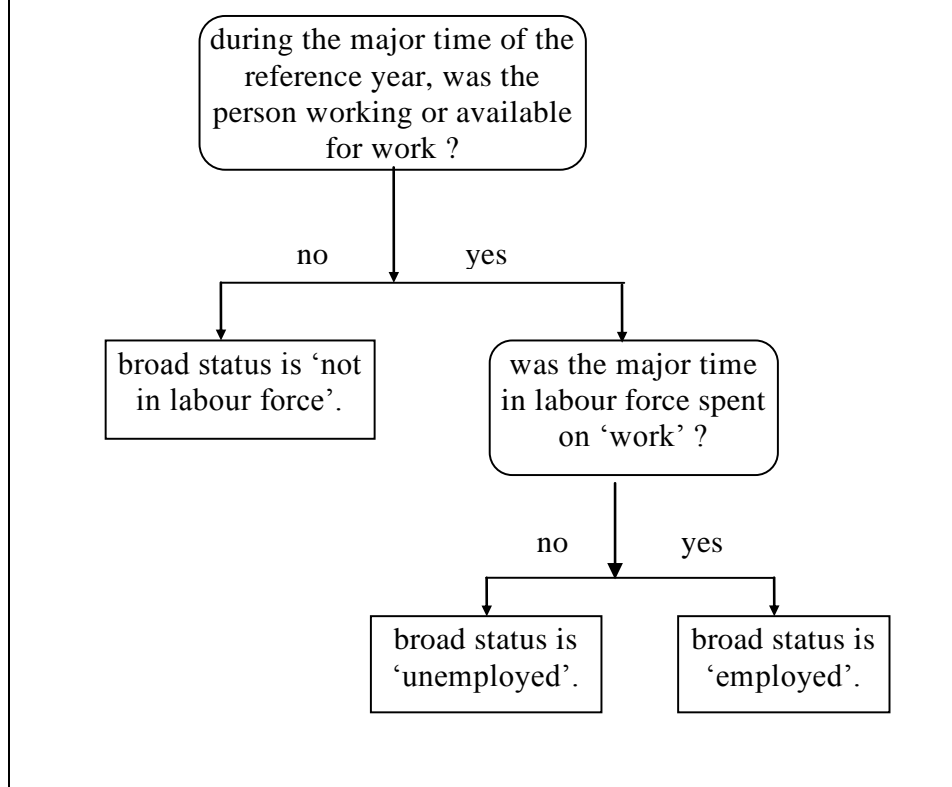 during the major time of the
reference year, was the
person working or available
for work ?
no
yes
broad status is ‘not
in labour force’.
was the major time
in labour force spent
on ‘work’ ?
no
yes
broad status is
‘unemployed’.
broad status is
‘employed’.